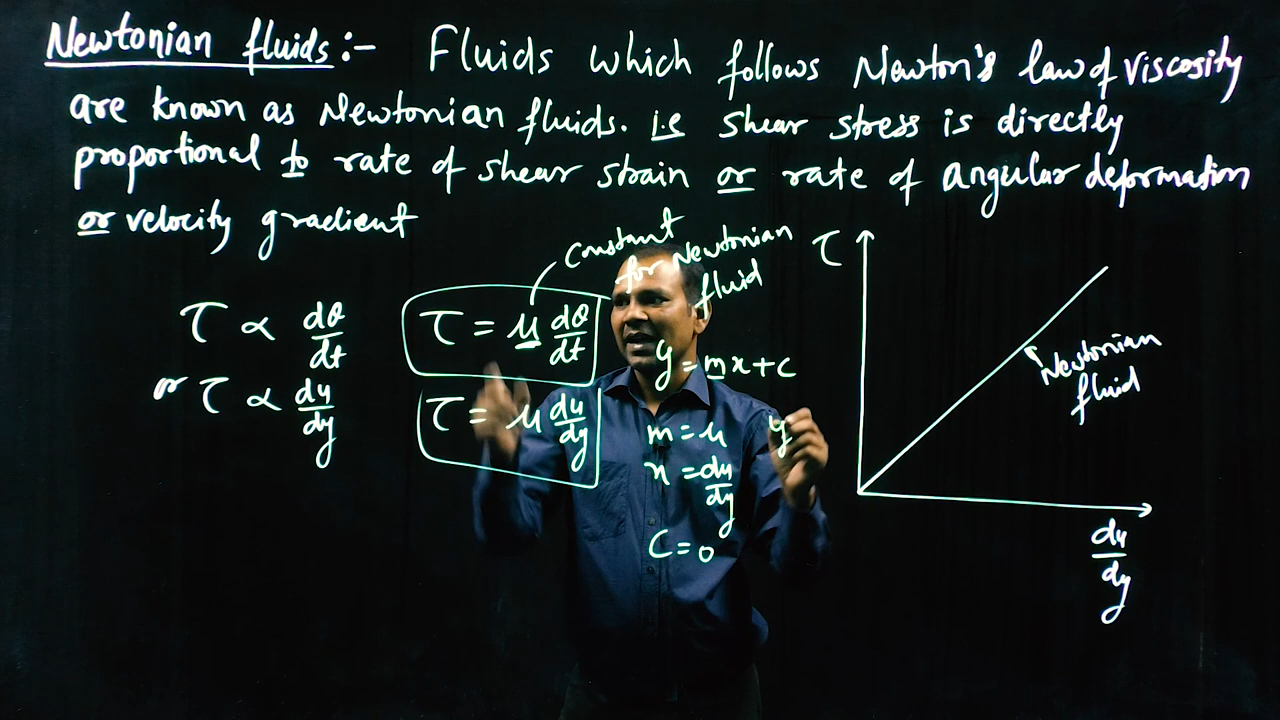 Newtonian fluids:- Fluids which follows Newton's law of viscosity
are known as Newtonian fluids. i.e shear stress is directly
proportional to rate of shear strain or rate of angular deformation
or velocity gradient
constant
for Newtonian
fluid
τ ∝ dθ/dt
or τ ∝ du/dy
τ = μ dθ/dt
τ = μ du/dy
y = mx+c
m = μ
y
x = du/dy
C = 0
τ
Newtonian
fluid
du/dy